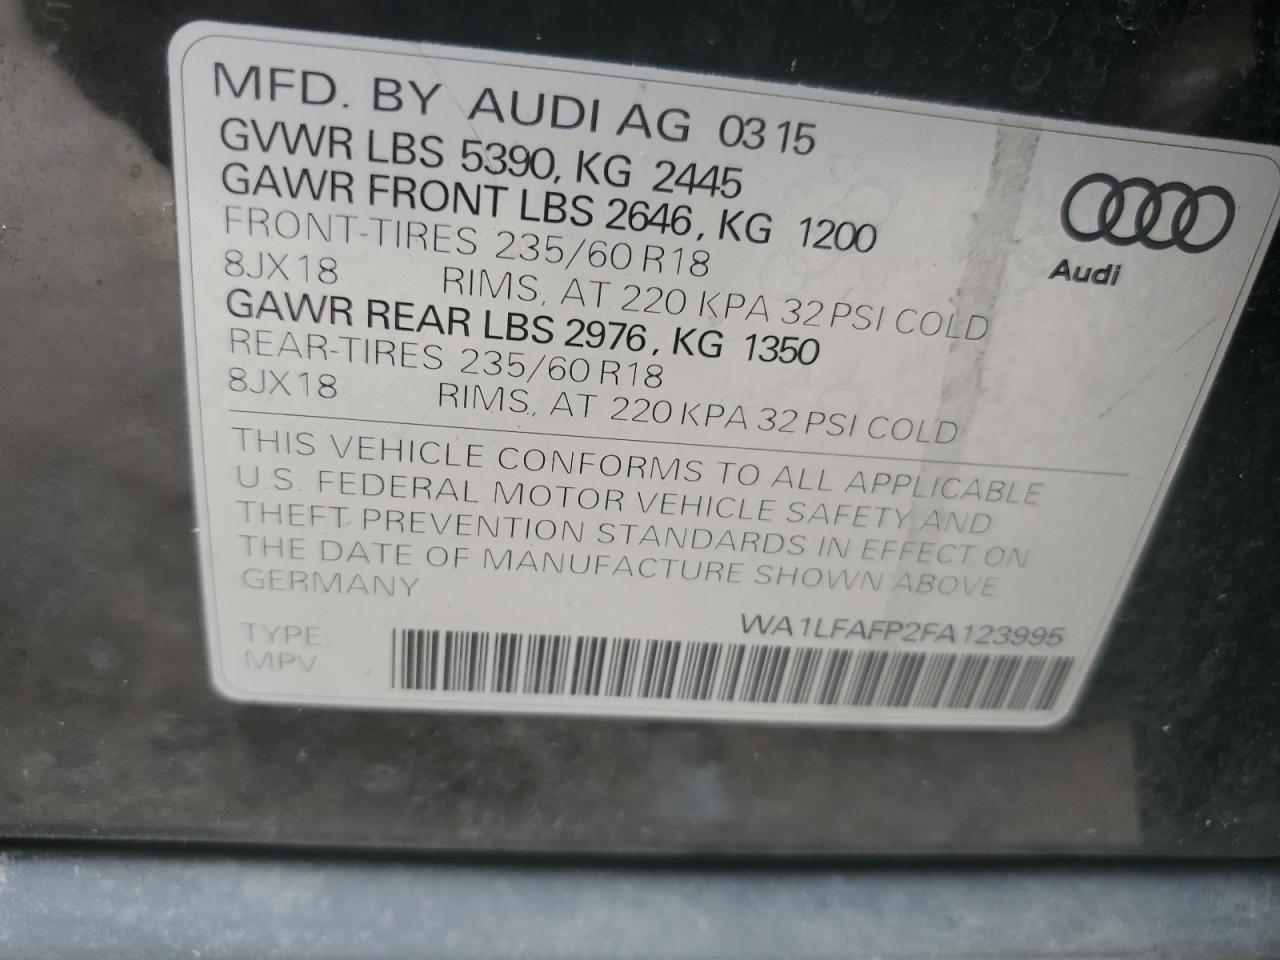 MFD. BY AUDI AG 03 15
GVWR LBS 5390, KG 2445
GAWR FRONT LBS 2646, KG 1200
FRONT-TIRES 235/60 R18
8JX18 RIMS, AT 220 KPA 32 PSI COLD
GAWR REAR LBS 2976, KG 1350
REAR-TIRES 235/60 R18
8JX18 RIMS, AT 220 KPA 32 PSI COLD
Audi
THIS VEHICLE CONFORMS TO ALL APPLICABLE
U.S. FEDERAL MOTOR VEHICLE SAFETY AND
THEFT PREVENTION STANDARDS IN EFFECT ON
THE DATE OF MANUFACTURE SHOWN ABOVE
GERMANY
WA1LFAFP2FA123995
TYPE:
MPV